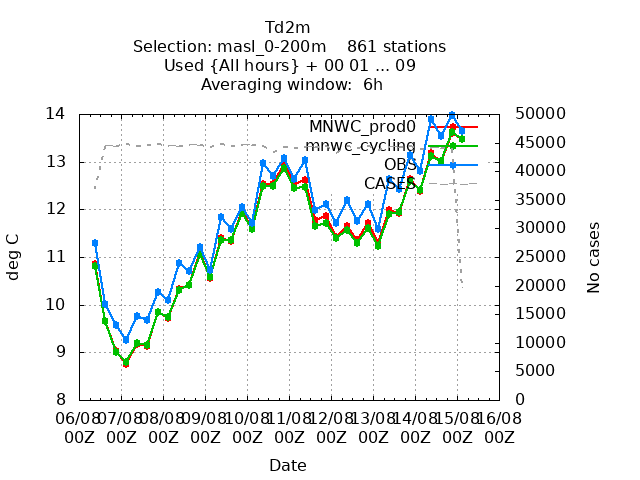 Td2m
Selection: masl_0-200m    861 stations
Used {All hours} + 00 01 ... 09
Averaging window:  6h
14
13
12
11
10
9
8
deg C
50000
45000
40000
35000
30000
25000
20000
15000
10000
5000
0
No cases
MNWC_prod0
mnwc_cycling
OBS
CASES
06/08 07/08 08/08 09/08 10/08 11/08 12/08 13/08 14/08 15/08 16/08
00Z 00Z 00Z 00Z 00Z 00Z 00Z 00Z 00Z 00Z 00Z
Date